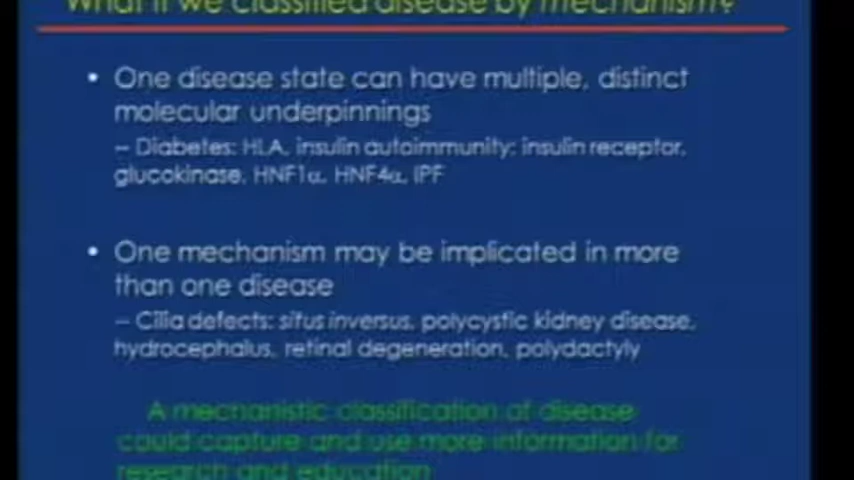 What if we classified disease by mechanism?
• One disease state can have multiple, distinct
molecular underpinnings
– Diabetes: HLA, insulin autoimmunity; insulin receptor,
glucokinase, HNF1α, HNF4α, IPF
• One mechanism may be implicated in more
than one disease
– Cilia defects: situs inversus, polycystic kidney disease,
hydrocephalus, retinal degeneration, polydactyly
A mechanistic classification of disease
could capture and use more information for
research and education